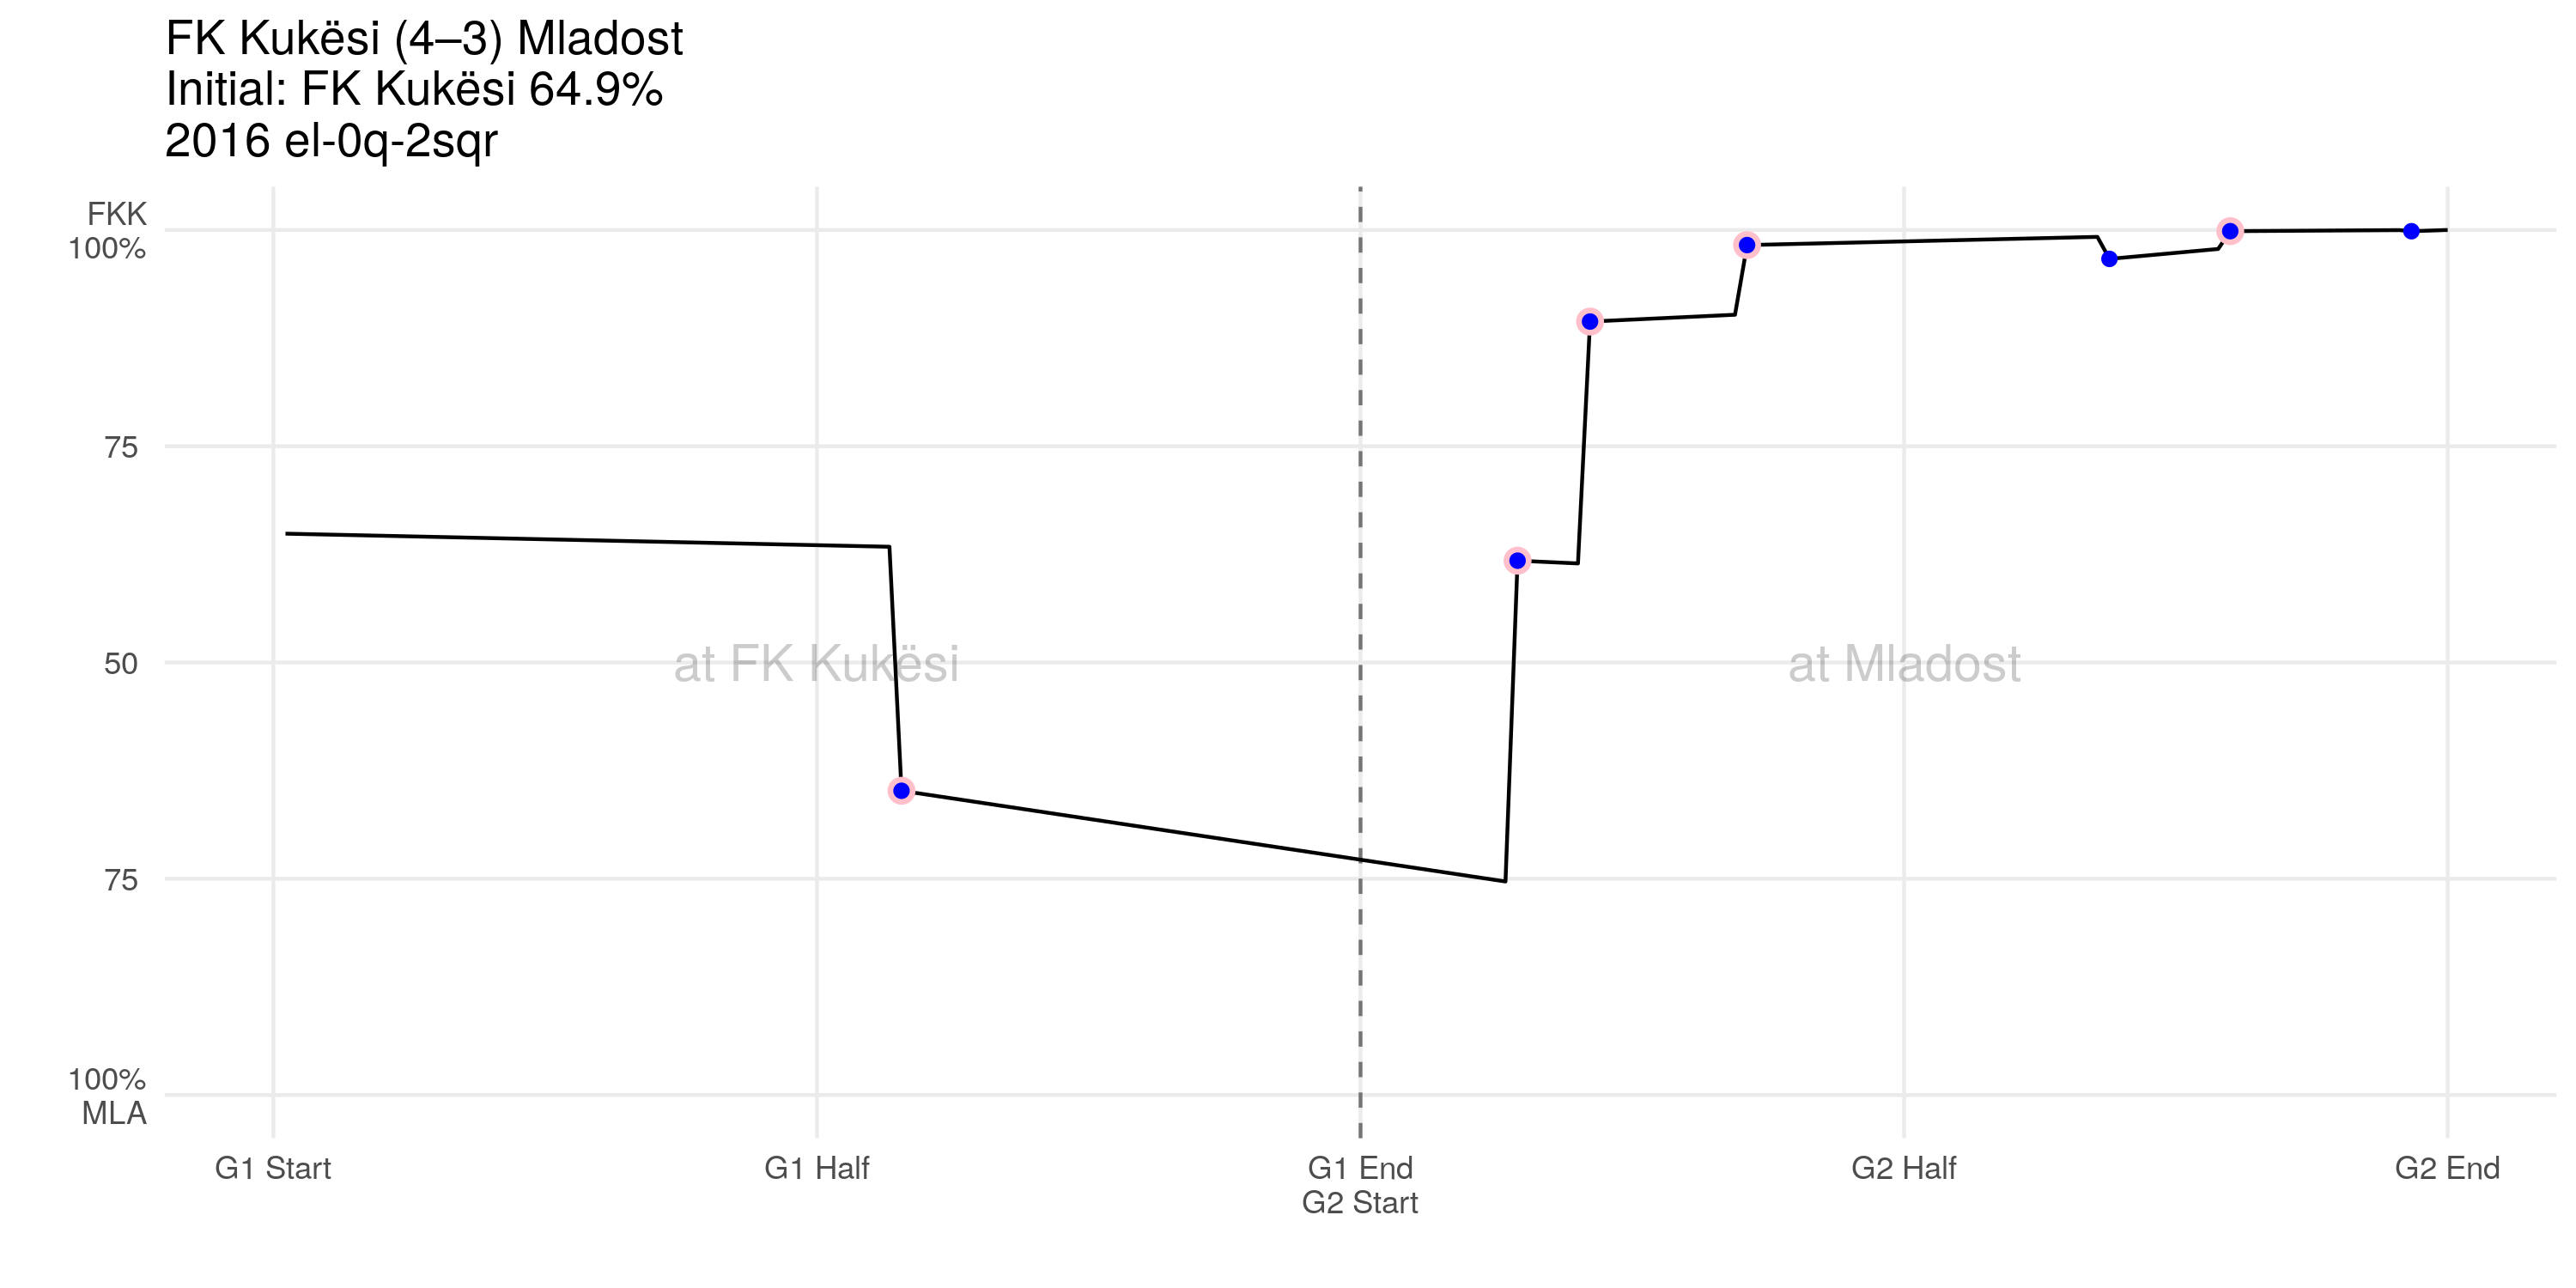 FK Kukësi (4–3) Mladost
Initial: FK Kukësi 64.9%
2016 el-0q-2sqr
FKK
100%
75
50
75
100%
MLA
at FK Kukësi
at Mladost
G1 Start
G1 Half
G1 End
G2 Start
G2 Half
G2 End